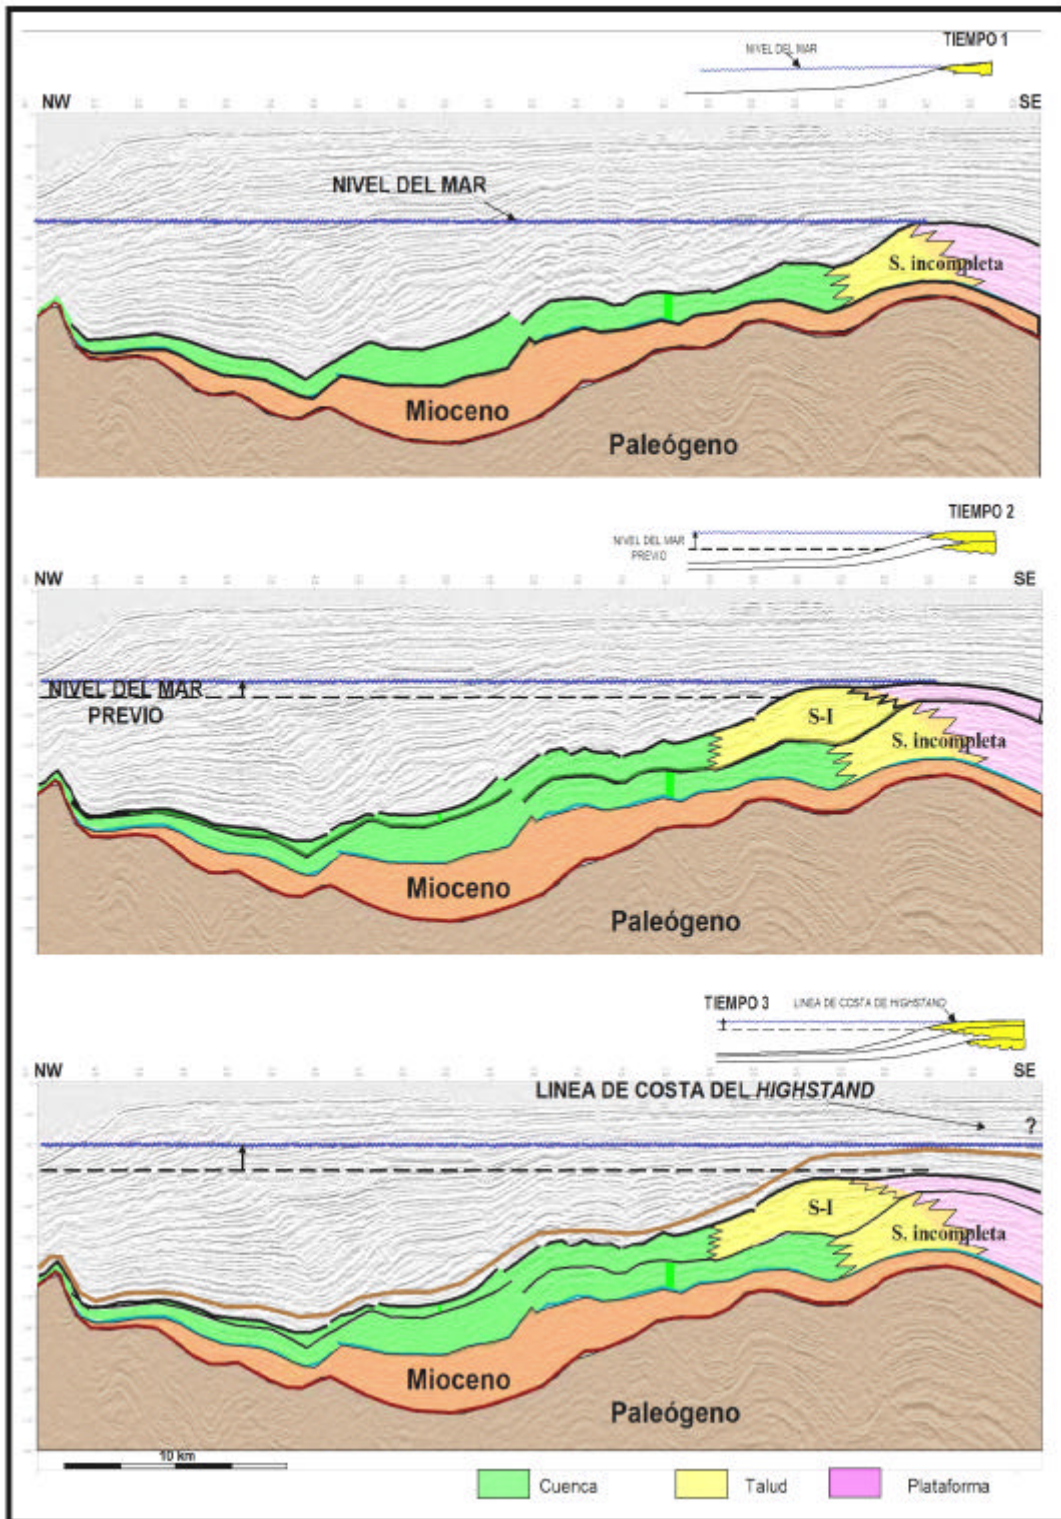 TIEMPO 1
NIVEL DEL MAR
NW
SE
NIVEL DEL MAR
S. incompleta
Mioceno
Paleógeno
TIEMPO 2
NIVEL DEL MAR
PREVIO
NW
SE
NIVEL DEL MAR
PREVIO
S-I
S. incompleta
Mioceno
Paleógeno
TIEMPO 3
LINEA DE COSTA DE HIGHSTAND
NW
SE
LINEA DE COSTA DEL HIGHSTAND
?
S-I
S. incompleta
Mioceno
Paleógeno
10 km
Cuenca
Talud
Plataforma